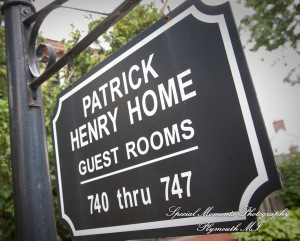 PATRICK
HENRY HOME
GUEST ROOMS
740 thru 747
Special Moments Photography
Plymouth MI